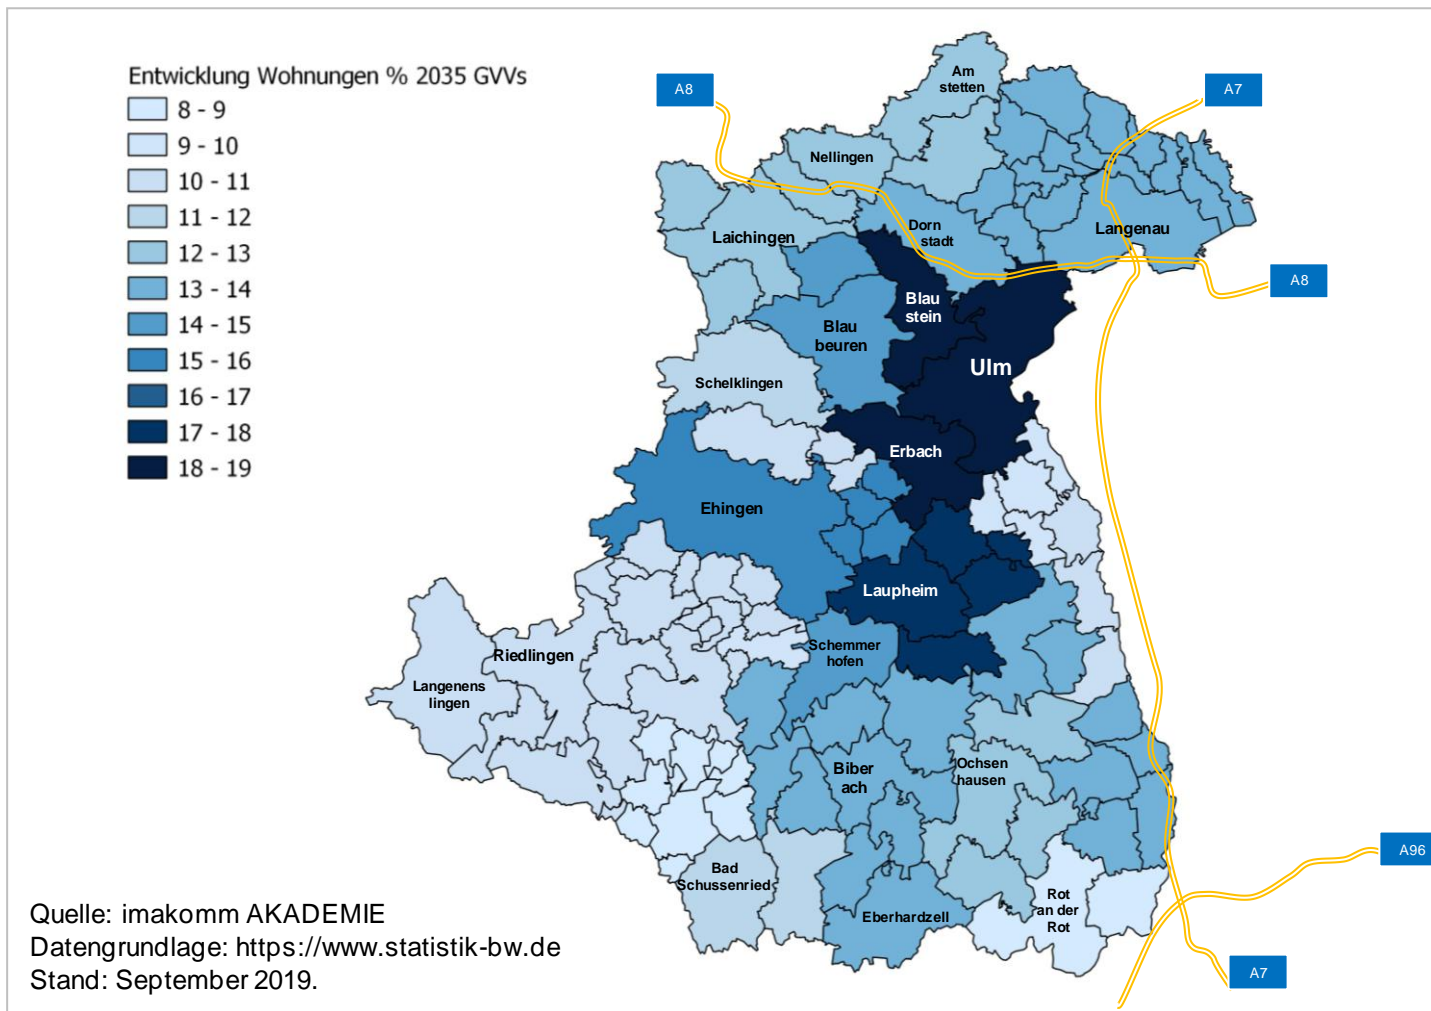 Entwicklung Wohnungen % 2035 GVVs
8 - 9
9 - 10
10 - 11
11 - 12
12 - 13
13 - 14
14 - 15
15 - 16
16 - 17
17 - 18
18 - 19
A8
A7
Am
stetten
Nellingen
Laichingen
Dorn
stadt
Langenau
A8
Blau
stein
Blau
beuren
Ulm
Schelklingen
Erbach
Ehingen
Laupheim
Schemmer
hofen
Riedlingen
Langenens
lingen
Biber
ach
Ochsen
hausen
A96
Bad
Schussenried
Eberhardzell
Rot
an der
Rot
A7
Quelle: imakomm AKADEMIE
Datengrundlage: https://www.statistik-bw.de
Stand: September 2019.